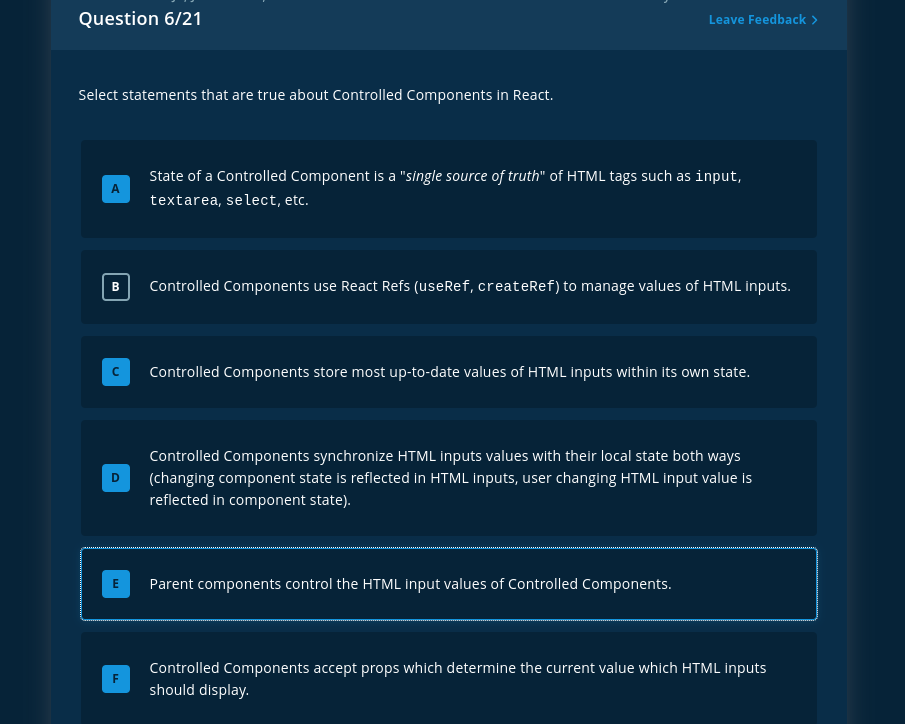 Question 6/21
Leave Feedback
Select statements that are true about Controlled Components in React.
A
State of a Controlled Component is a "single source of truth" of HTML tags such as input,
textarea, select, etc.
B
Controlled Components use React Refs (useRef, createRef) to manage values of HTML inputs.
C
Controlled Components store most up-to-date values of HTML inputs within its own state.
D
Controlled Components synchronize HTML inputs values with their local state both ways
(changing component state is reflected in HTML inputs, user changing HTML input value is
reflected in component state).
E
Parent components control the HTML input values of Controlled Components.
F
Controlled Components accept props which determine the current value which HTML inputs
should display.